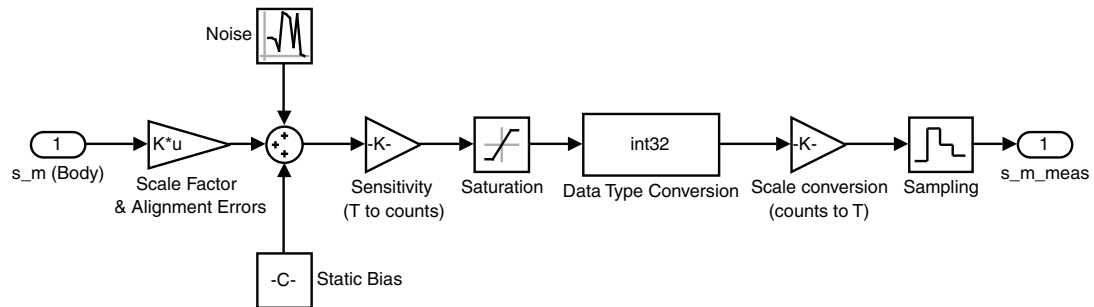 Noise
1
s_m (Body)
K*u
Scale Factor
& Alignment Errors
-K-
Sensitivity
(T to counts)
Saturation
int32
Data Type Conversion
-K-
Scale conversion
(counts to T)
Sampling
1
s_m_meas
-C-
Static Bias